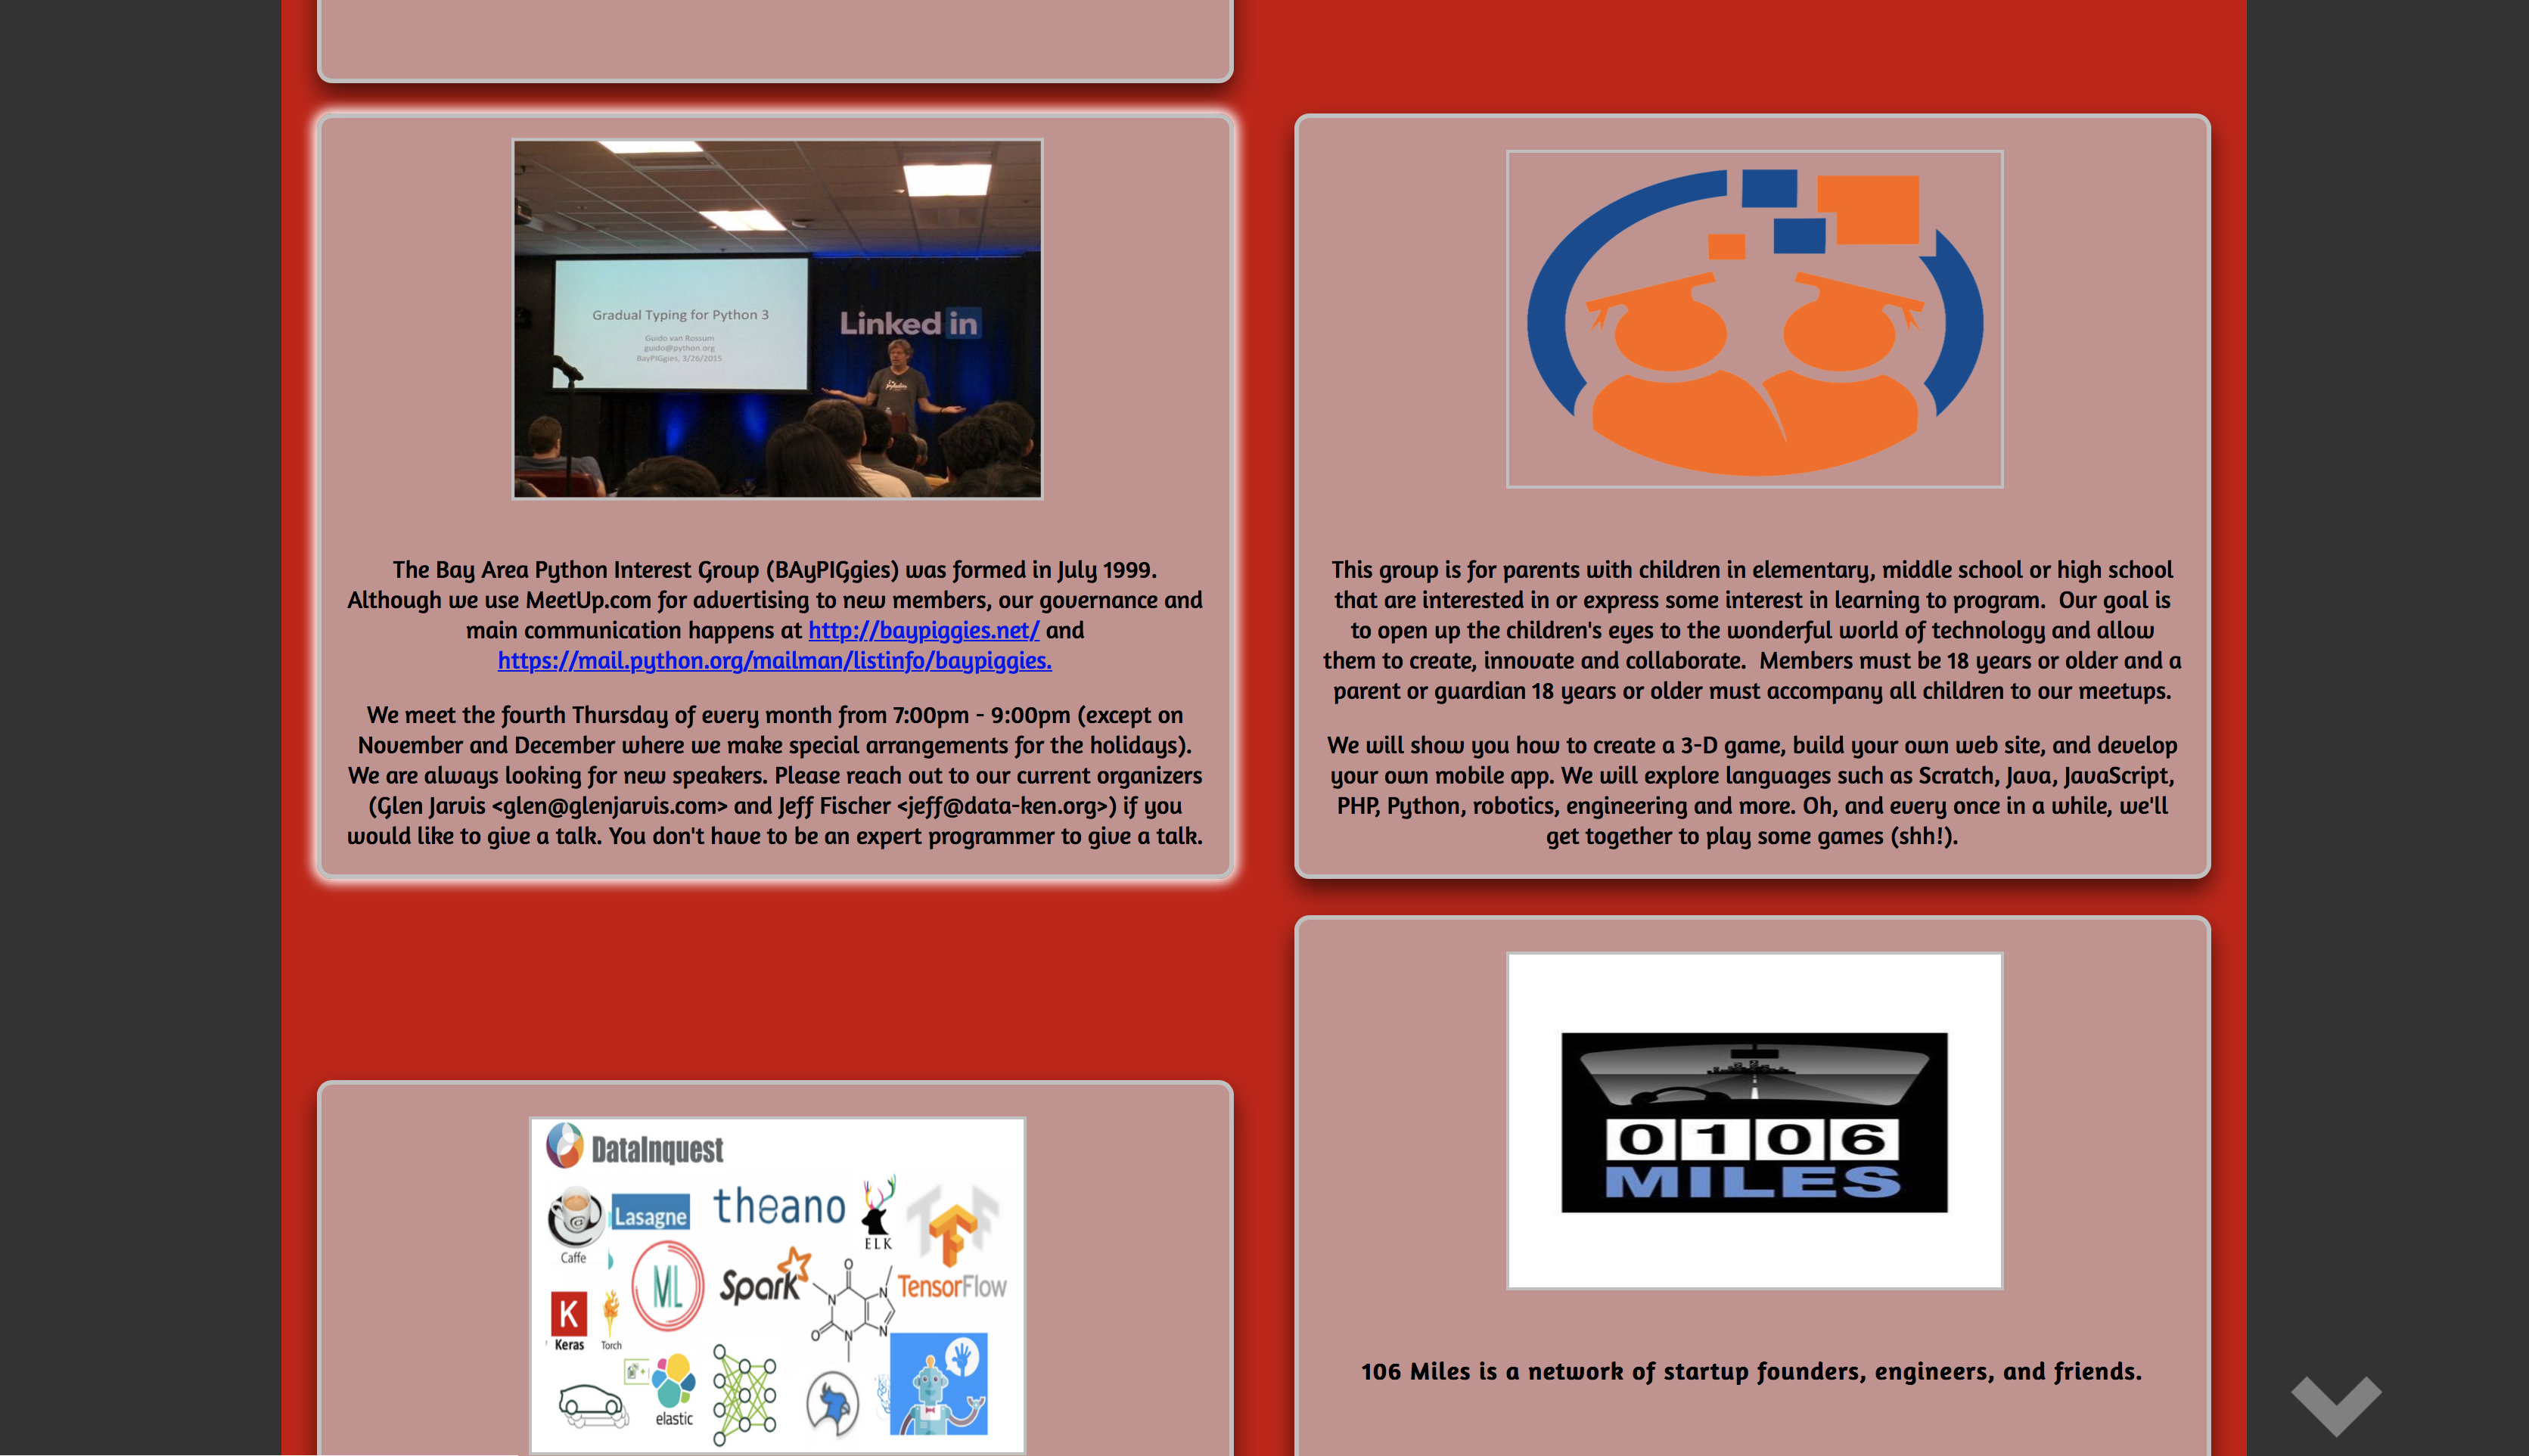 Gradual Typing for Python 3
Guido van Rossum
guido@python.org
BayPIGgies, 3/26/2015
Linked in
The Bay Area Python Interest Group (BAyPIGgies) was formed in July 1999.
Although we use MeetUp.com for advertising to new members, our governance and
main communication happens at http://baypiggies.net/ and
https://mail.python.org/mailman/listinfo/baypiggies.
We meet the fourth Thursday of every month from 7:00pm - 9:00pm (except on
November and December where we make special arrangements for the holidays).
We are always looking for new speakers. Please reach out to our current organizers
(Glen Jarvis <glen@glenjarvis.com> and Jeff Fischer <jeff@data-ken.org>) if you
would like to give a talk. You don't have to be an expert programmer to give a talk.
This group is for parents with children in elementary, middle school or high school
that are interested in or express some interest in learning to program.  Our goal is
to open up the children's eyes to the wonderful world of technology and allow
them to create, innovate and collaborate.  Members must be 18 years or older and a
parent or guardian 18 years or older must accompany all children to our meetups.
We will show you how to create a 3-D game, build your own web site, and develop
your own mobile app. We will explore languages such as Scratch, Java, JavaScript,
PHP, Python, robotics, engineering and more. Oh, and every once in a while, we'll
get together to play some games (shh!).
DataInquest
@
Caffe
Lasagne
theano
ELK
TF
TensorFlow
ML
Spark
K
Keras
Torch
O
N
N
O
N
N
elastic
0106
MILES
106 Miles is a network of startup founders, engineers, and friends.